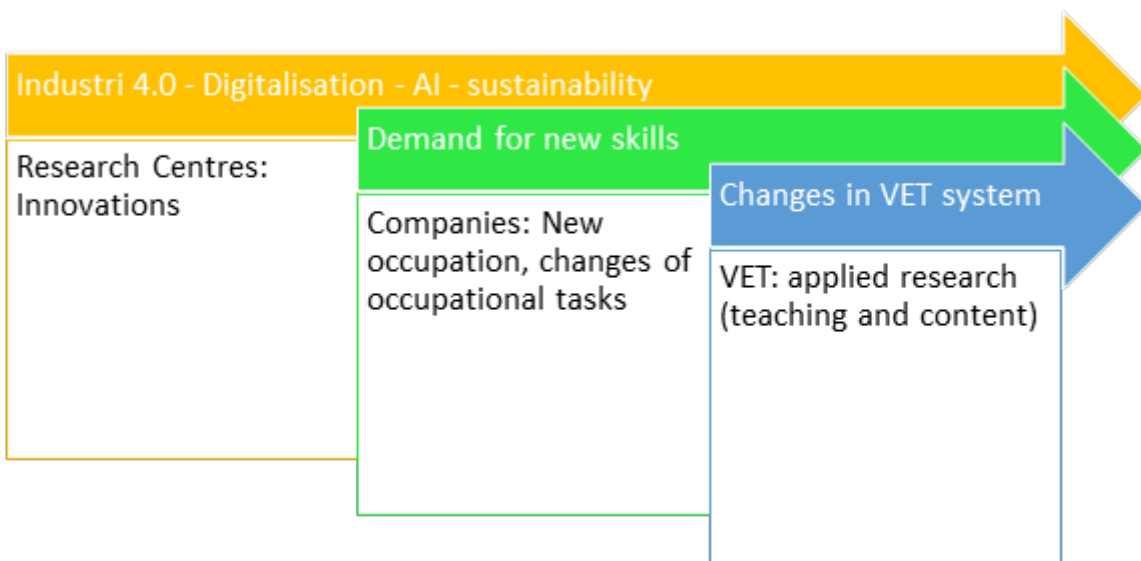 Industri 4.0 - Digitalisation - AI - sustainability
Research Centres:
Innovations
Demand for new skills
Companies: New
occupation, changes of
occupational tasks
Changes in VET system
VET: applied research
(teaching and content)